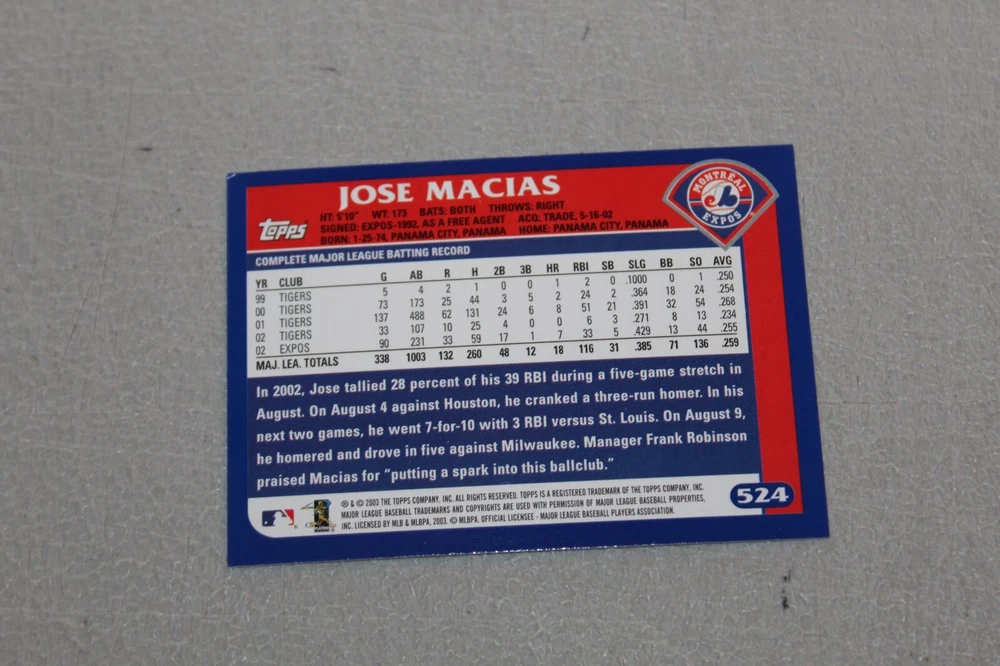 JOSE MACIAS
MONTRÉAL
EXPOS
Topps
HT: 5'10" WT: 173 BATS: BOTH THROWS: RIGHT
SIGNED: EXPOS-1992, AS A FREE AGENT ACQ: TRADE, 5-16-02
BORN: 1-25-74, PANAMA CITY, PANAMA HOME: PANAMA CITY, PANAMA
COMPLETE MAJOR LEAGUE BATTING RECORD
YR CLUB G AB R H 2B 3B HR RBI SB SLG BB SO AVG
99 TIGERS 5 4 2 1 0 0 1 2 0 .1000 0 1 .250
00 TIGERS 73 173 25 44 3 5 2 24 2 .364 18 24 .254
01 TIGERS 137 488 62 131 24 6 8 51 21 .391 32 54 .268
02 TIGERS 33 107 10 25 4 0 0 6 3 .271 8 13 .234
02 EXPOS 90 231 33 59 17 1 7 33 5 .429 13 44 .255
MAJ. LEA. TOTALS 338 1003 132 260 48 12 18 116 31 .385 71 136 .259
In 2002, Jose tallied 28 percent of his 39 RBI during a five-game stretch in
August. On August 4 against Houston, he cranked a three-run homer. In his
next two games, he went 7-for-10 with 3 RBI versus St. Louis. On August 9,
he homered and drove in five against Milwaukee. Manager Frank Robinson
praised Macias for "putting a spark into this ballclub."
524
® & © 2003 THE TOPPS COMPANY, INC. ALL RIGHTS RESERVED. TOPPS IS A REGISTERED TRADEMARK OF THE TOPPS COMPANY, INC.
MAJOR LEAGUE BASEBALL TRADEMARKS AND COPYRIGHTS ARE USED WITH PERMISSION OF MAJOR LEAGUE BASEBALL PROPERTIES,
INC. LICENSED BY MLB & MLBPA, 2003. © MLBPA. OFFICIAL LICENSEE - MAJOR LEAGUE BASEBALL PLAYERS ASSOCIATION.